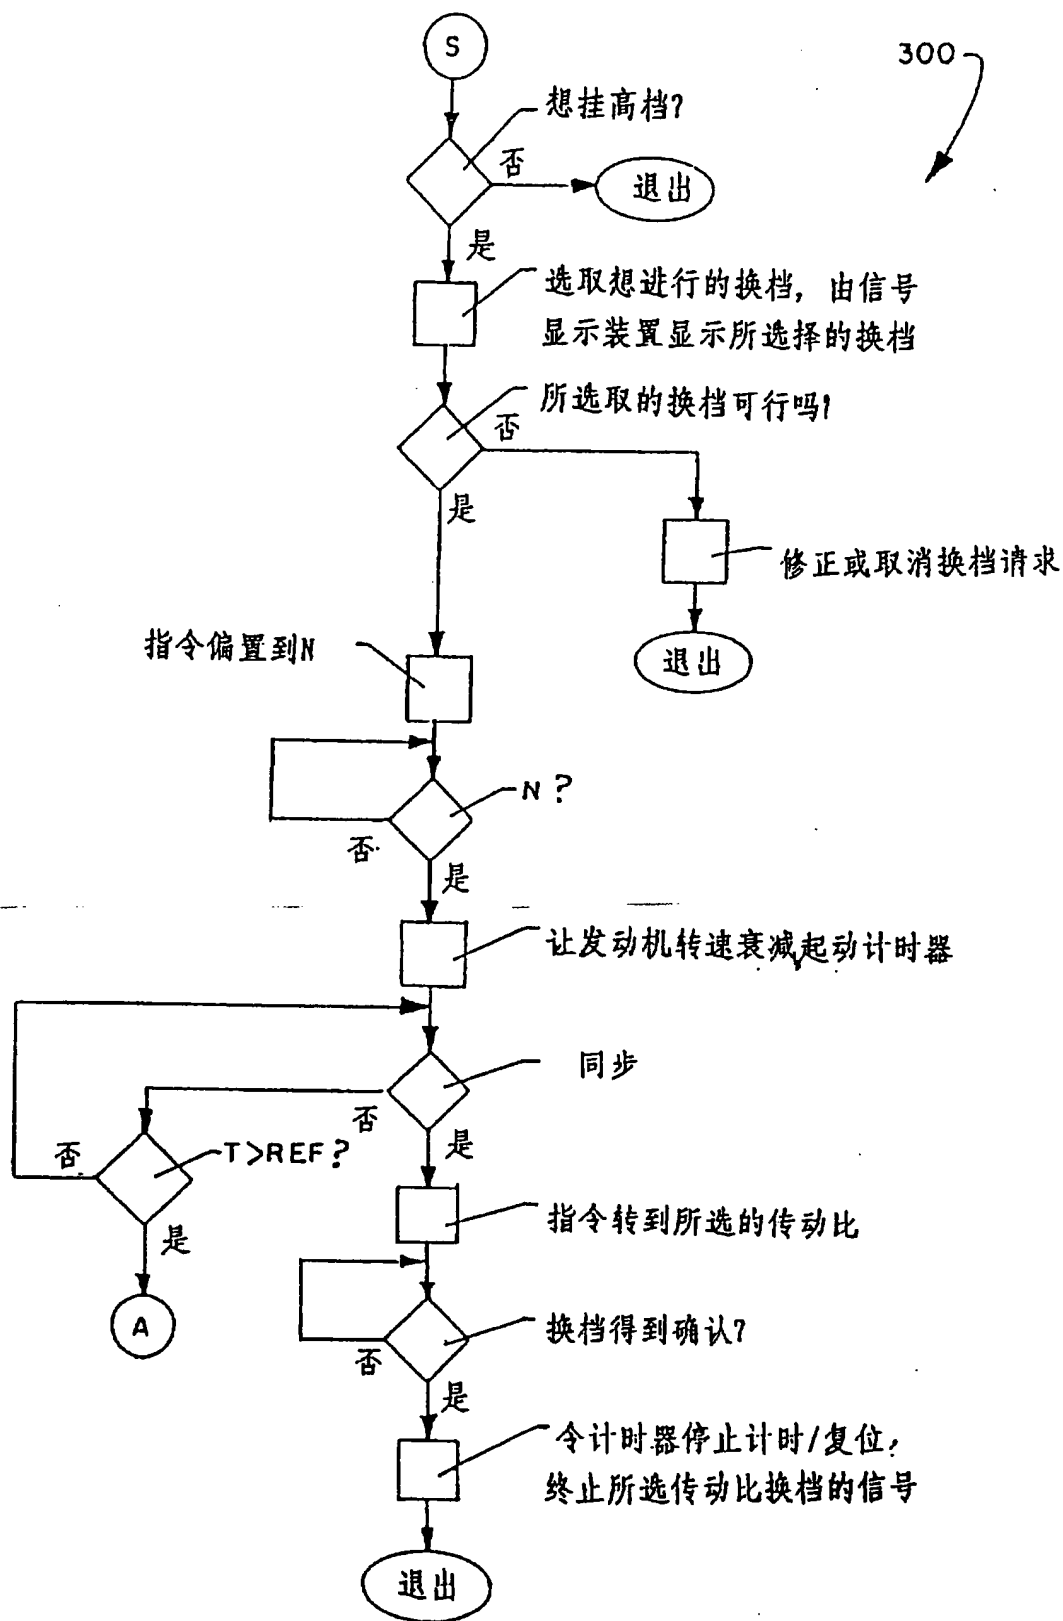 S
300
想挂高档?
否
退出
是
选取想进行的换档, 由信号
显示装置显示所选择的换档
所选取的换档可行吗?
否
是
修正或取消换档请求
退出
指令偏置到N
N?
否
是
让发动机转速衰减,起动计时器
同步
否
是
T>REF?
否
是
A
指令转到所选的传动比
换档得到确认?
否
是
令计时器停止计时/复位;
终止所选传动比换档的信号
退出